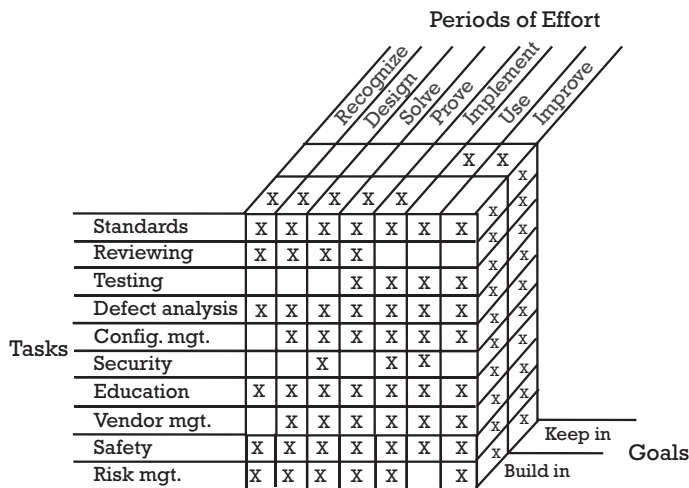 Periods of Effort
Recognize
Design
Solve
Prove
Implement
Use
Improve
X X
X X X X X
Standards X X X X X X X
Reviewing X X X X
Testing X X X X
Defect analysis X X X X X X X
Config. mgt. X X X X X X
Tasks
Security X X X
Education X X X X X X X
Vendor mgt. X X X X X X
Safety X X X X X X X
Risk mgt. X X X X X X
X X X X X X X X X X
X X X X X X X X X X
Keep in
Goals
Build in